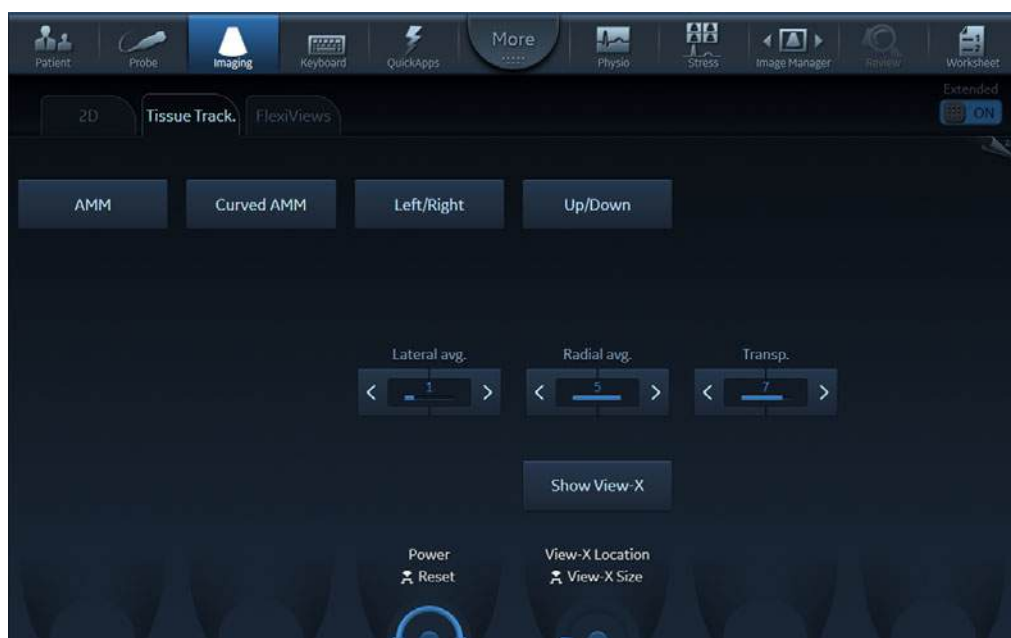 Patient Probe Imaging Keyboard QuickApps More Physio Stress Image Manager Review Worksheet
Extended
2D Tissue Track. FlexiViews ON
AMM Curved AMM Left/Right Up/Down
Lateral avg. Radial avg. Transp.
1 5 7
Show View-X
Power View-X Location
Reset View-X Size